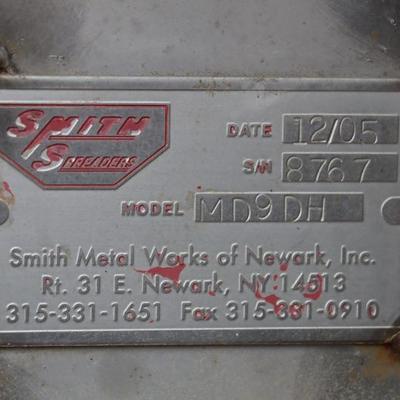 SMITH
SPREADERS
DATE 12/05
S/N 8767
MODEL MD9DH
Smith Metal Works of Newark, Inc.
Rt. 31 E. Newark, NY 14513
315-331-1651 Fax 315-331-0910